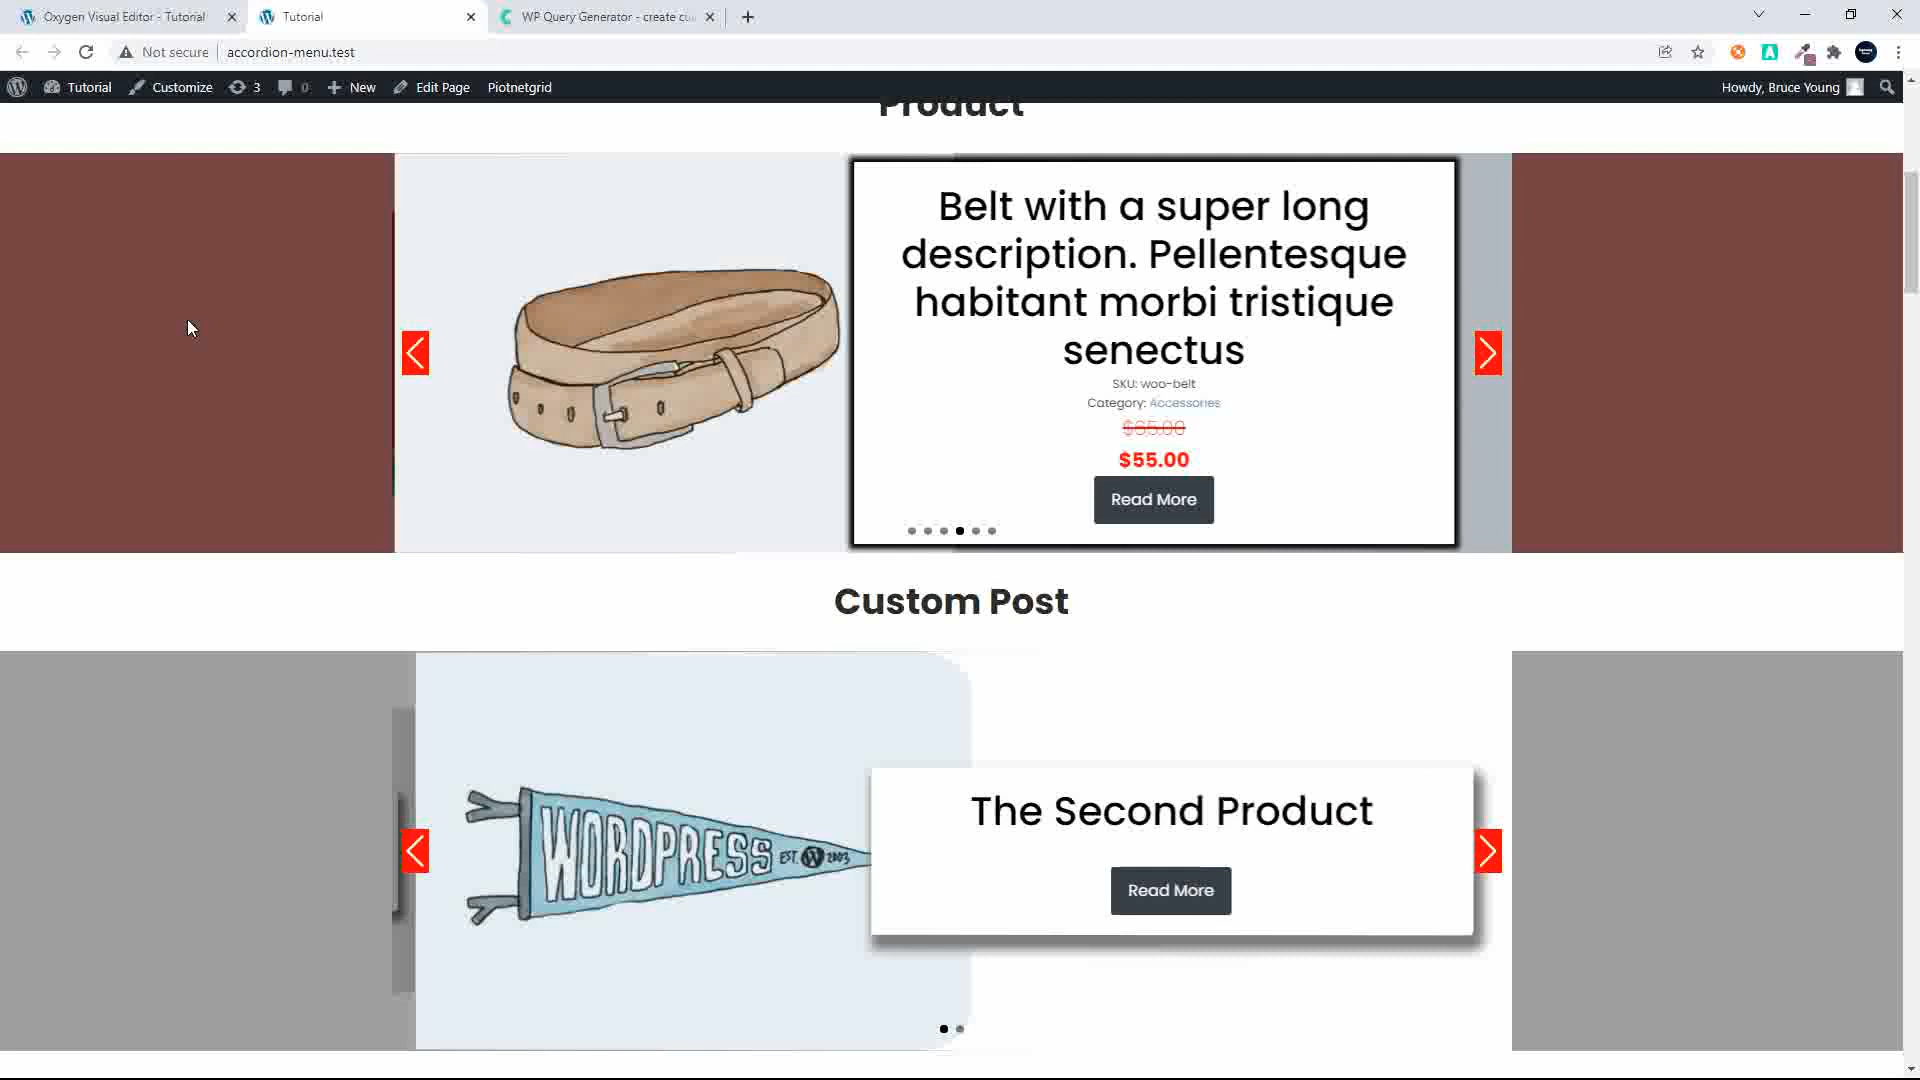 Oxygen Visual Editor - Tutorial
Tutorial
WP Query Generator - create cu
Not secure
accordion-menu.test
Tutorial
Customize
3
0
New
Edit Page
Piotnetgrid
Howdy, Bruce Young
Product
Belt with a super long
description. Pellentesque
habitant morbi tristique
senectus
SKU: woo-belt
Category: Accessories
$65.00
$55.00
Read More
Custom Post
WORDPRESS
EST. 2003
The Second Product
Read More